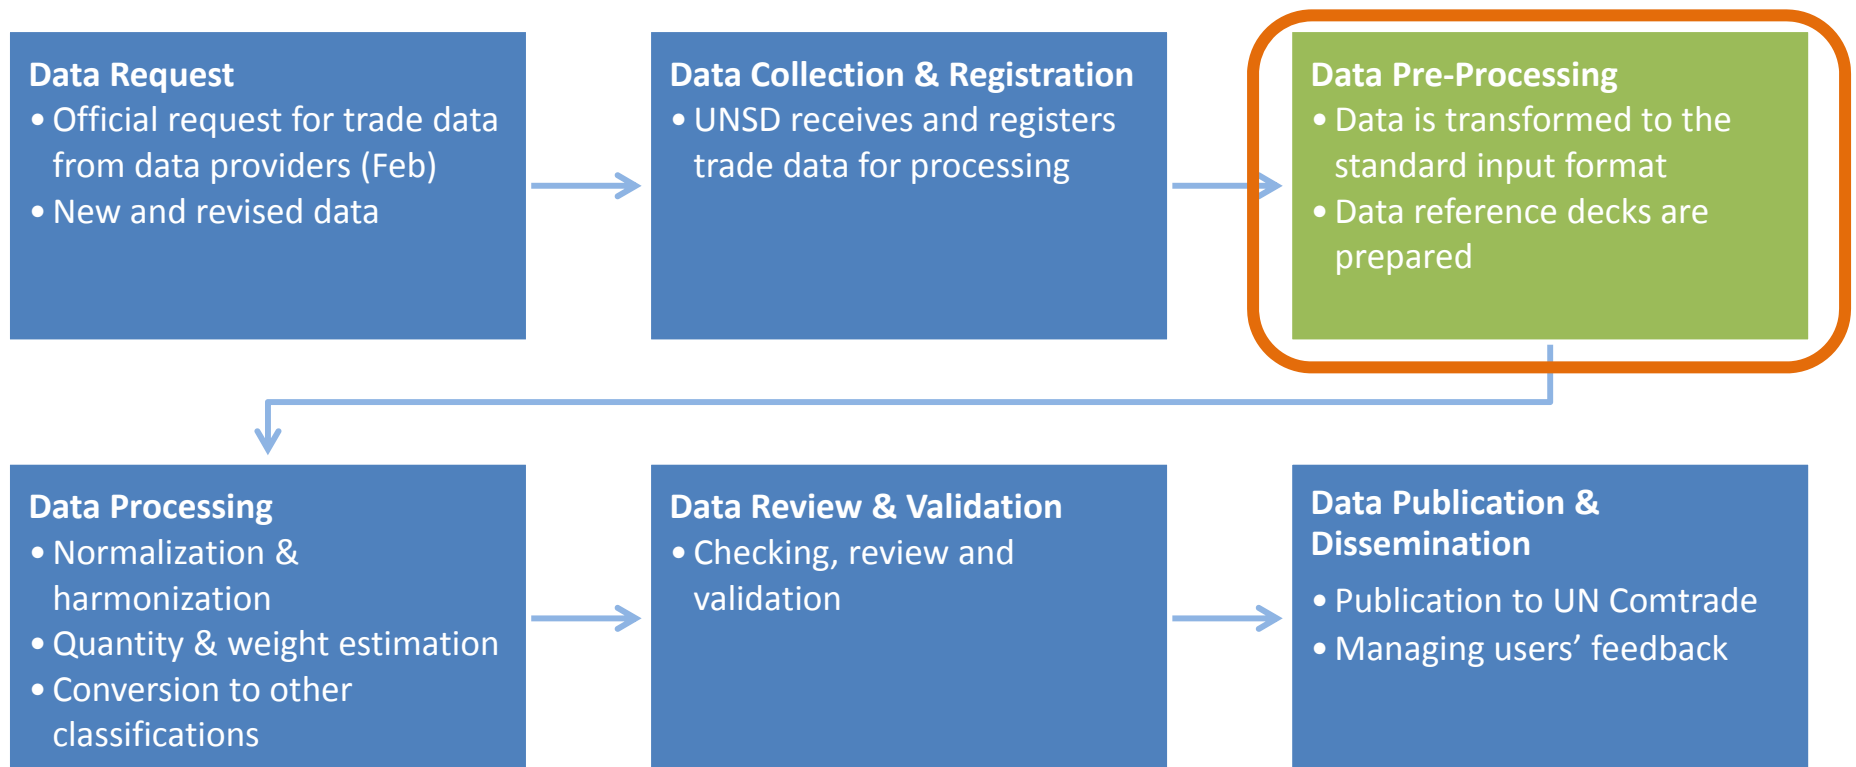 Data Request
• Official request for trade data
from data providers (Feb)
• New and revised data
Data Collection & Registration
• UNSD receives and registers
trade data for processing
Data Pre-Processing
• Data is transformed to the
standard input format
• Data reference decks are
prepared
Data Processing
• Normalization &
harmonization
• Quantity & weight estimation
• Conversion to other
classifications
Data Review & Validation
• Checking, review and
validation
Data Publication &
Dissemination
• Publication to UN Comtrade
• Managing users’ feedback